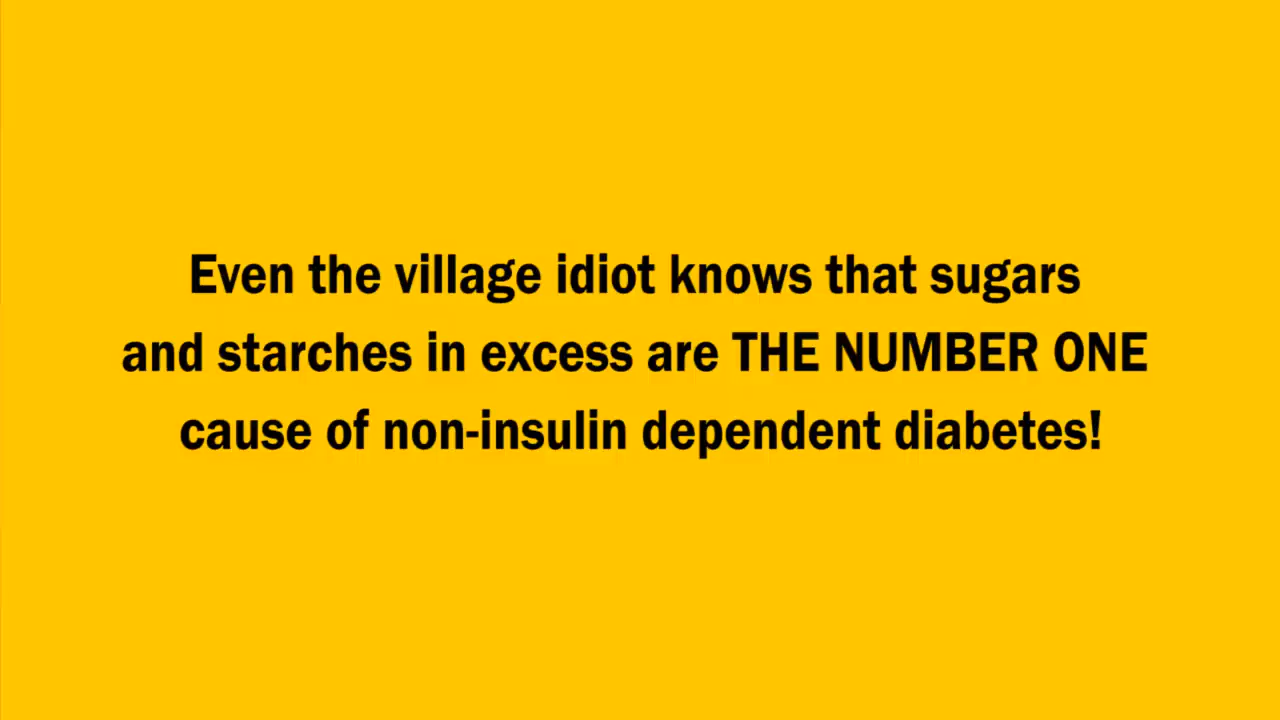 Even the village idiot knows that sugars
and starches in excess are THE NUMBER ONE
cause of non-insulin dependent diabetes!